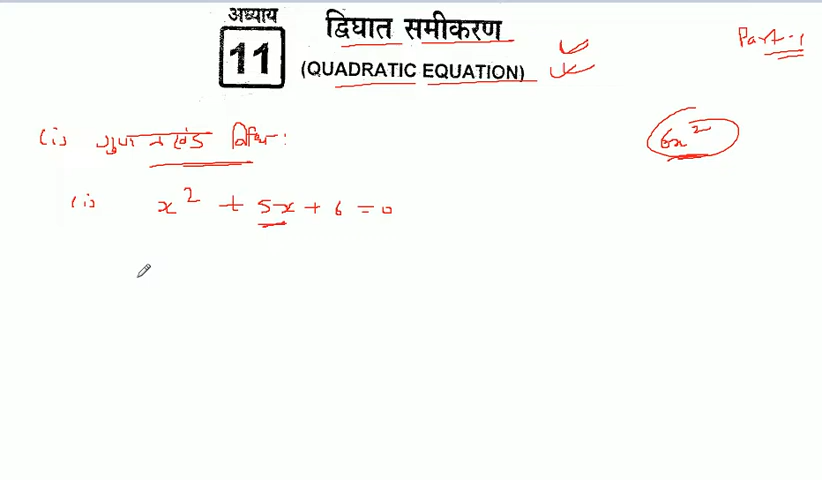 अध्याय
11
द्विघात समीकरण
(QUADRATIC EQUATION)
Part-1
(i) गुणनखंड विधि:
6x²
(i) x² + 5x + 6 = 0